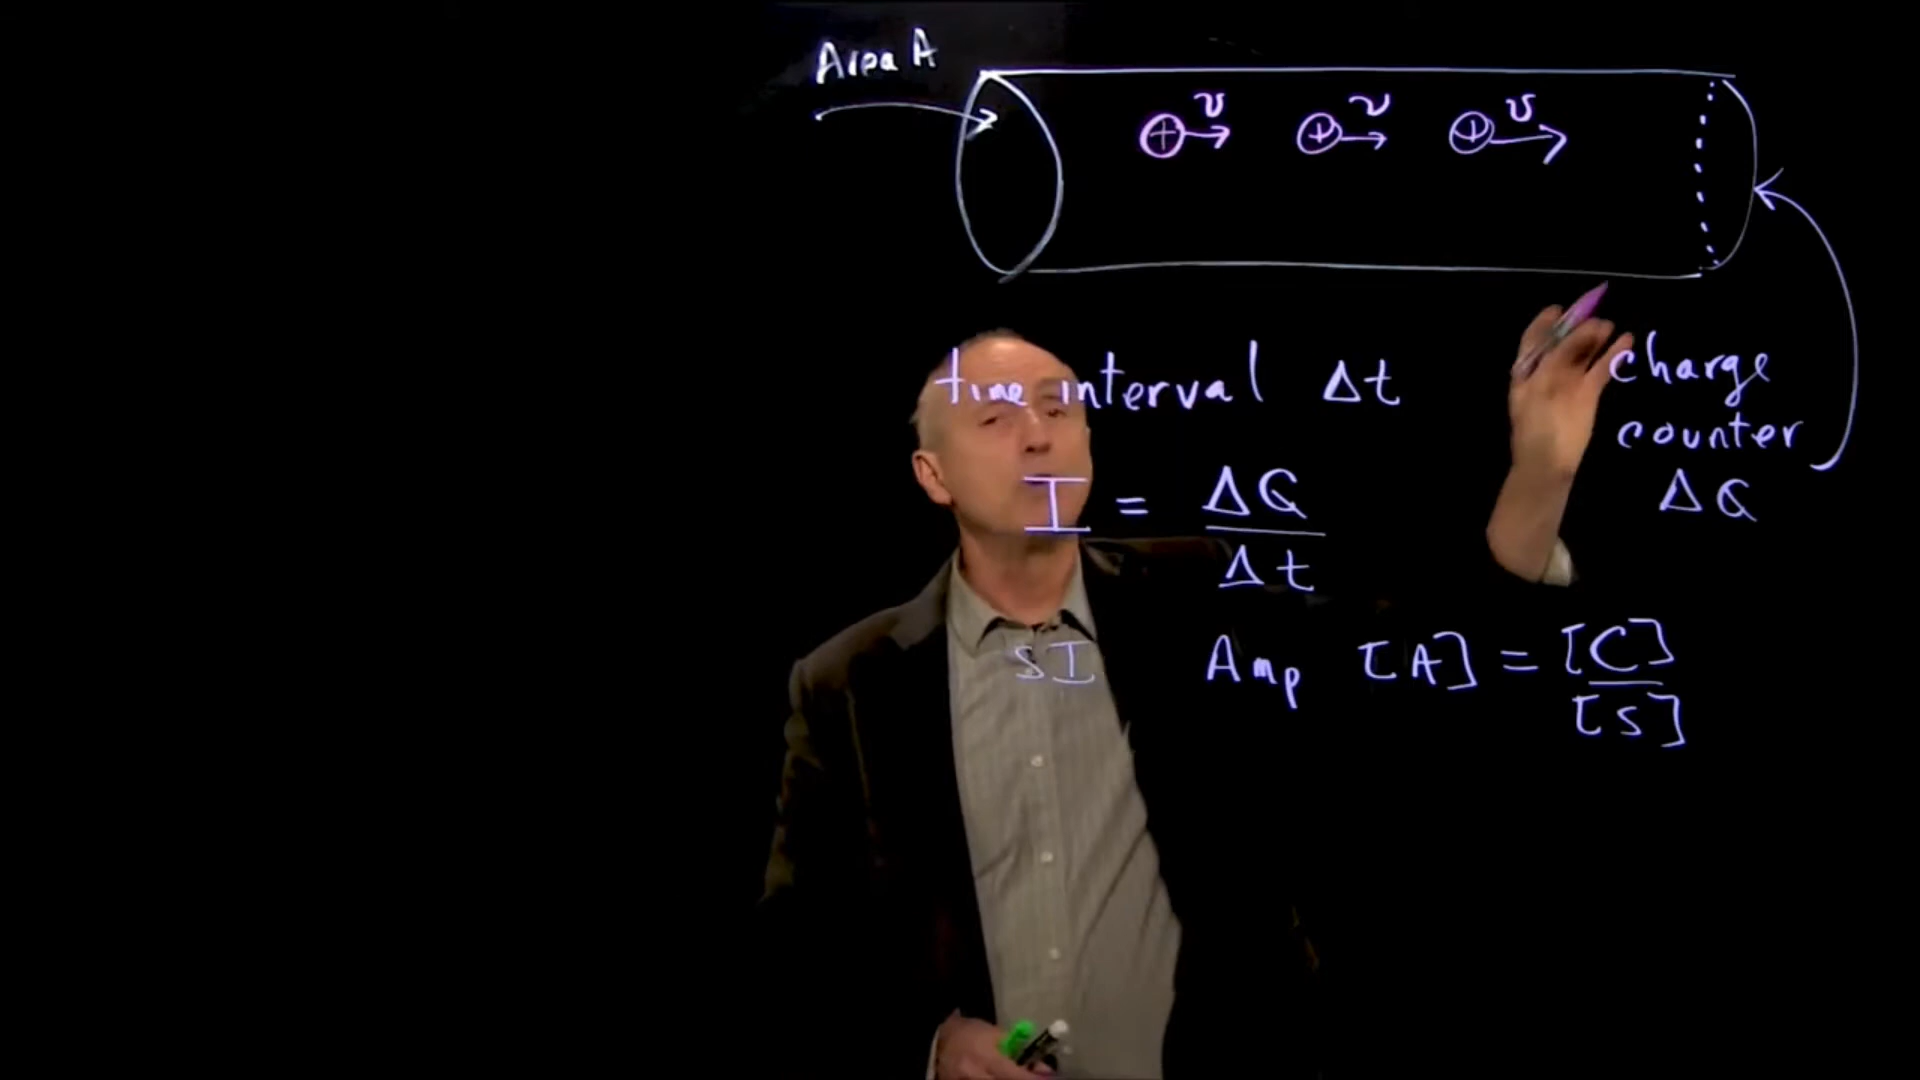 Area A
+ v + v + v
time interval Δt
charge
counter
ΔQ
I = ΔQ
Δt
SI Amp [A] = [C]
[S]